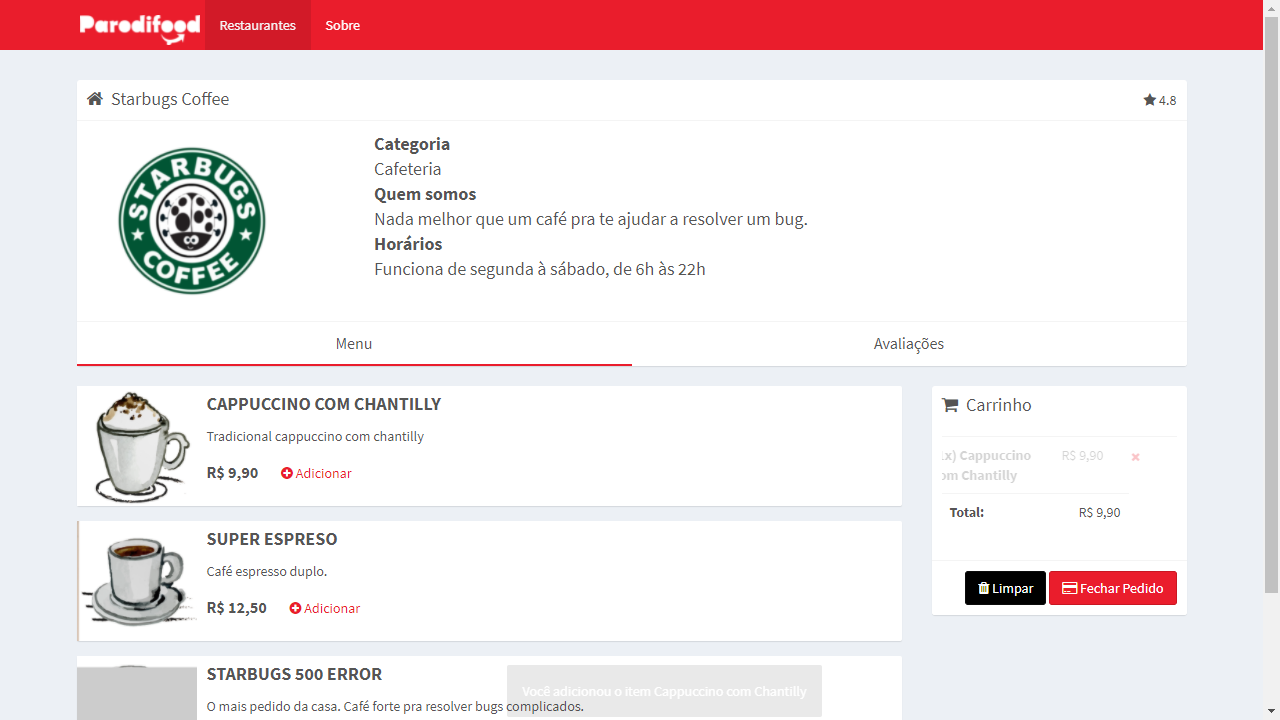 Parodifood
Restaurantes
Sobre
Starbugs Coffee
4.8
STARBUGS
COFFEE
Categoria
Cafeteria
Quem somos
Nada melhor que um café pra te ajudar a resolver um bug.
Horários
Funciona de segunda à sábado, de 6h às 22h
Menu
Avaliações
CAPPUCCINO COM CHANTILLY
Tradicional cappuccino com chantilly
R$ 9,90 Adicionar
SUPER ESPRESO
Café espresso duplo.
R$ 12,50 Adicionar
STARBUGS 500 ERROR
O mais pedido da casa. Café forte pra resolver bugs complicados.
Carrinho
x) Cappuccino R$ 9,90
om Chantilly
Total: R$ 9,90
Limpar
Fechar Pedido
Você adicionou o item Cappuccino com Chantilly